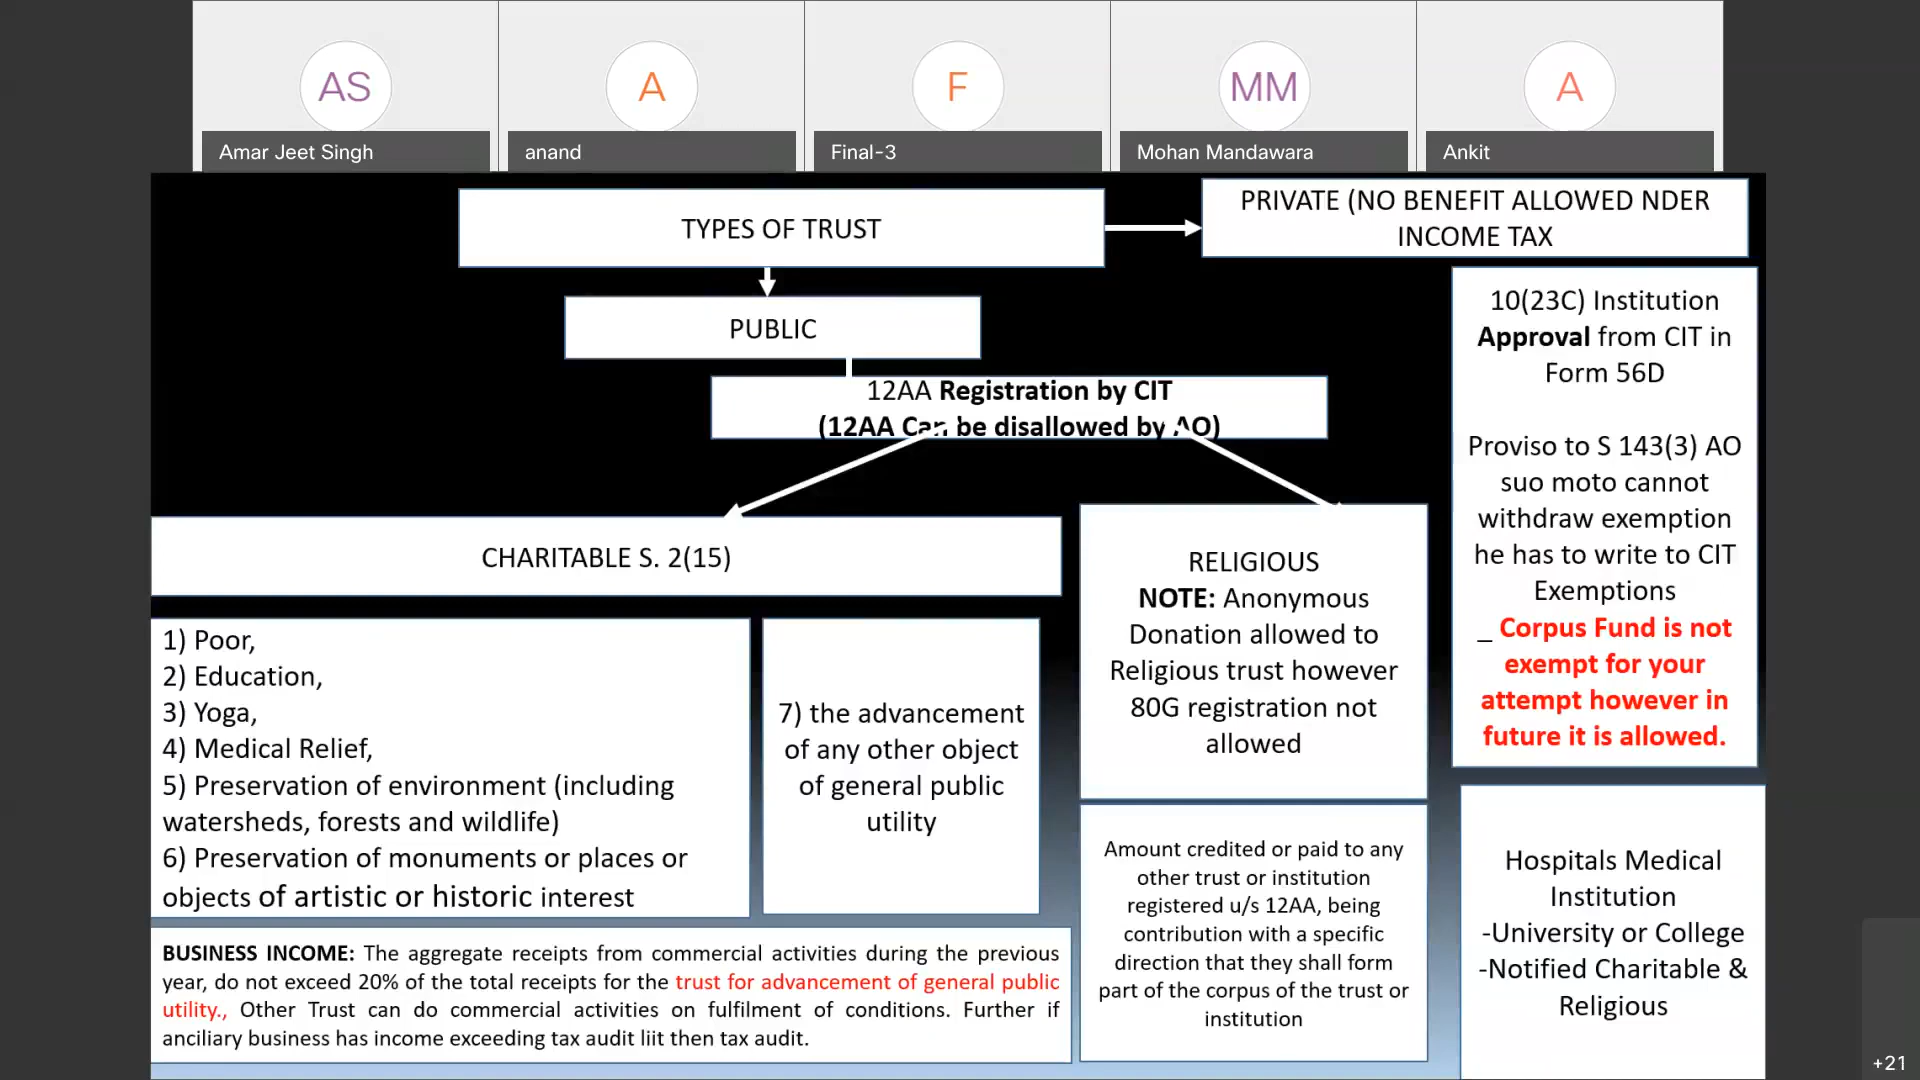 AS
A
F
MM
A
Amar Jeet Singh
anand
Final-3
Mohan Mandawara
Ankit
TYPES OF TRUST
PRIVATE (NO BENEFIT ALLOWED NDER
INCOME TAX
PUBLIC
12AA Registration by CIT
(12AA Can be disallowed by AO)
10(23C) Institution
Approval from CIT in
Form 56D
Proviso to S 143(3) AO
suo moto cannot
withdraw exemption
he has to write to CIT
Exemptions
_ Corpus Fund is not
exempt for your
attempt however in
future it is allowed.
CHARITABLE S. 2(15)
1) Poor,
2) Education,
3) Yoga,
4) Medical Relief,
5) Preservation of environment (including
watersheds, forests and wildlife)
6) Preservation of monuments or places or
objects of artistic or historic interest
7) the advancement
of any other object
of general public
utility
RELIGIOUS
NOTE: Anonymous
Donation allowed to
Religious trust however
80G registration not
allowed
Amount credited or paid to any
other trust or institution
registered u/s 12AA, being
contribution with a specific
direction that they shall form
part of the corpus of the trust or
institution
Hospitals Medical
Institution
-University or College
-Notified Charitable &
Religious
BUSINESS INCOME: The aggregate receipts from commercial activities during the previous
year, do not exceed 20% of the total receipts for the trust for advancement of general public
utility., Other Trust can do commercial activities on fulfilment of conditions. Further if
anciliary business has income exceeding tax audit liit then tax audit.
+21